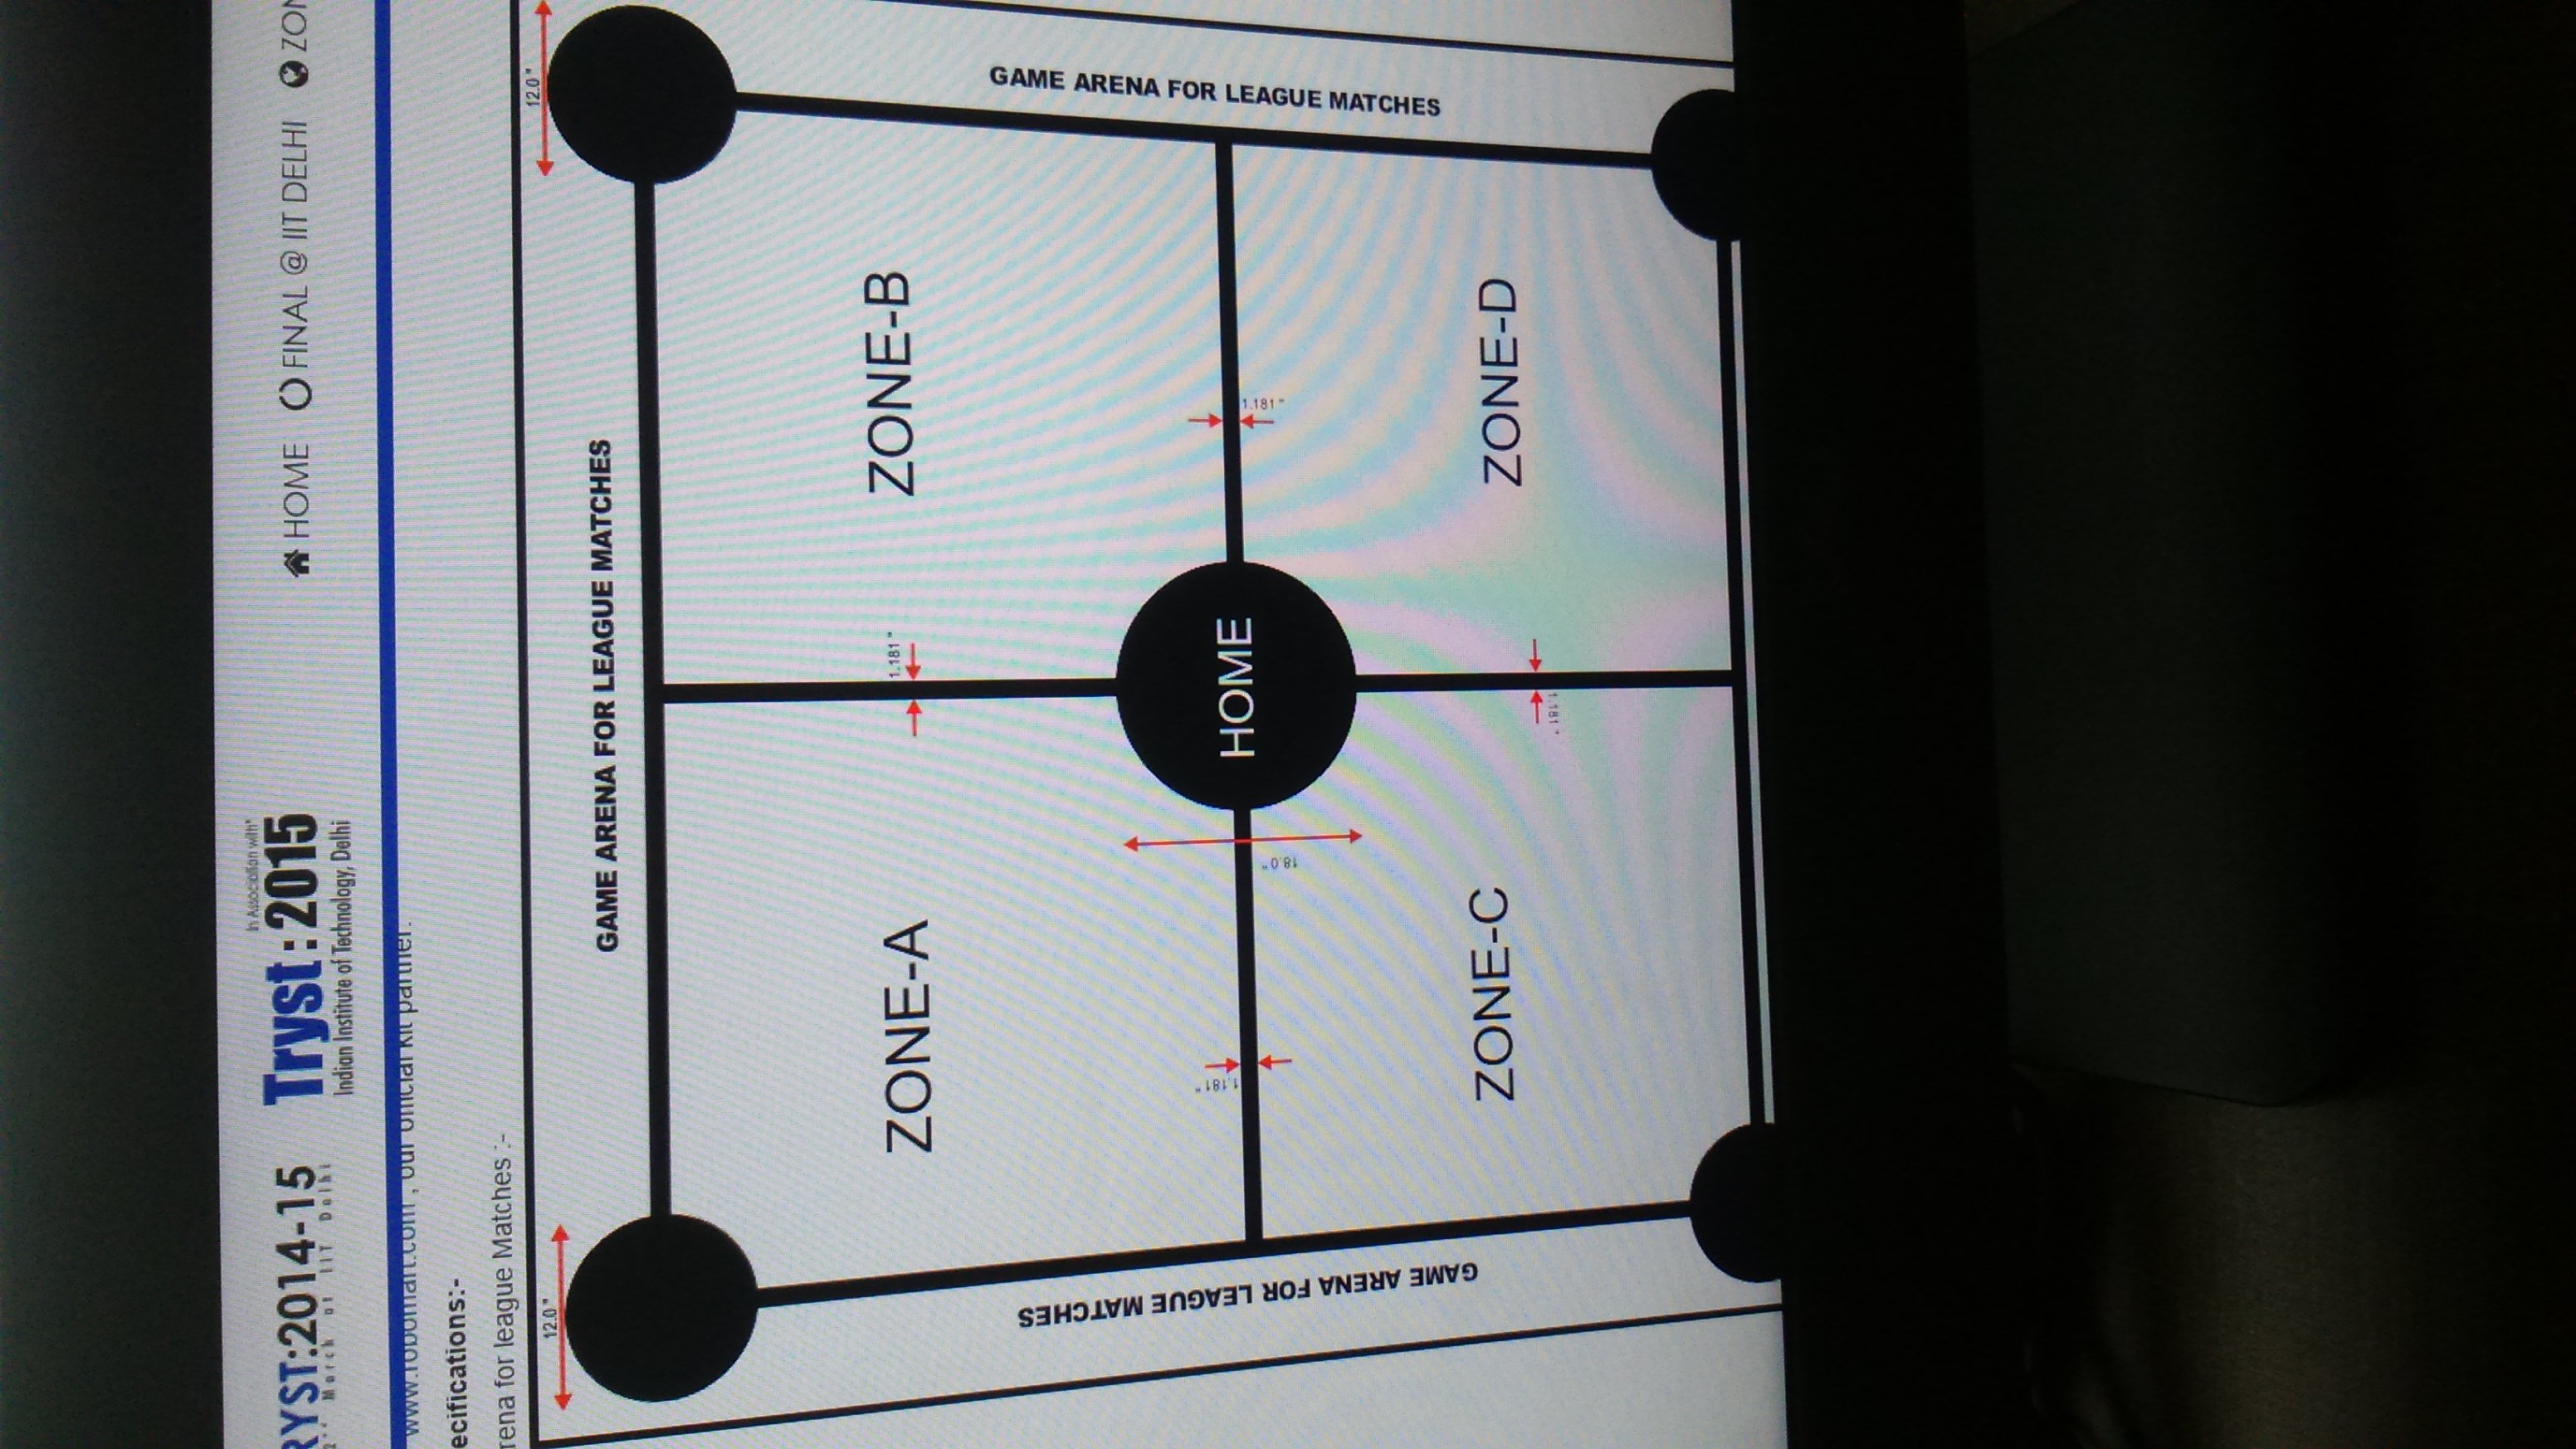 In Association with*
RYST:2014-15
Tryst:2015
March at IIT Delhi
Indian Institute of Technology, Delhi
HOME
FINAL @ IIT DELHI
ZON
www.robomart.com , our official kit partner.
ecifications:-
rena for league Matches :-
12.0 "
12.0 "
GAME ARENA FOR LEAGUE MATCHES
ZONE-A
1.181 "
ZONE-B
GAME ARENA FOR LEAGUE MATCHES
GAME ARENA FOR LEAGUE MATCHES
1.181 "
18.0 "
HOME
1.181 "
ZONE-C
ZONE-D
1.181 "